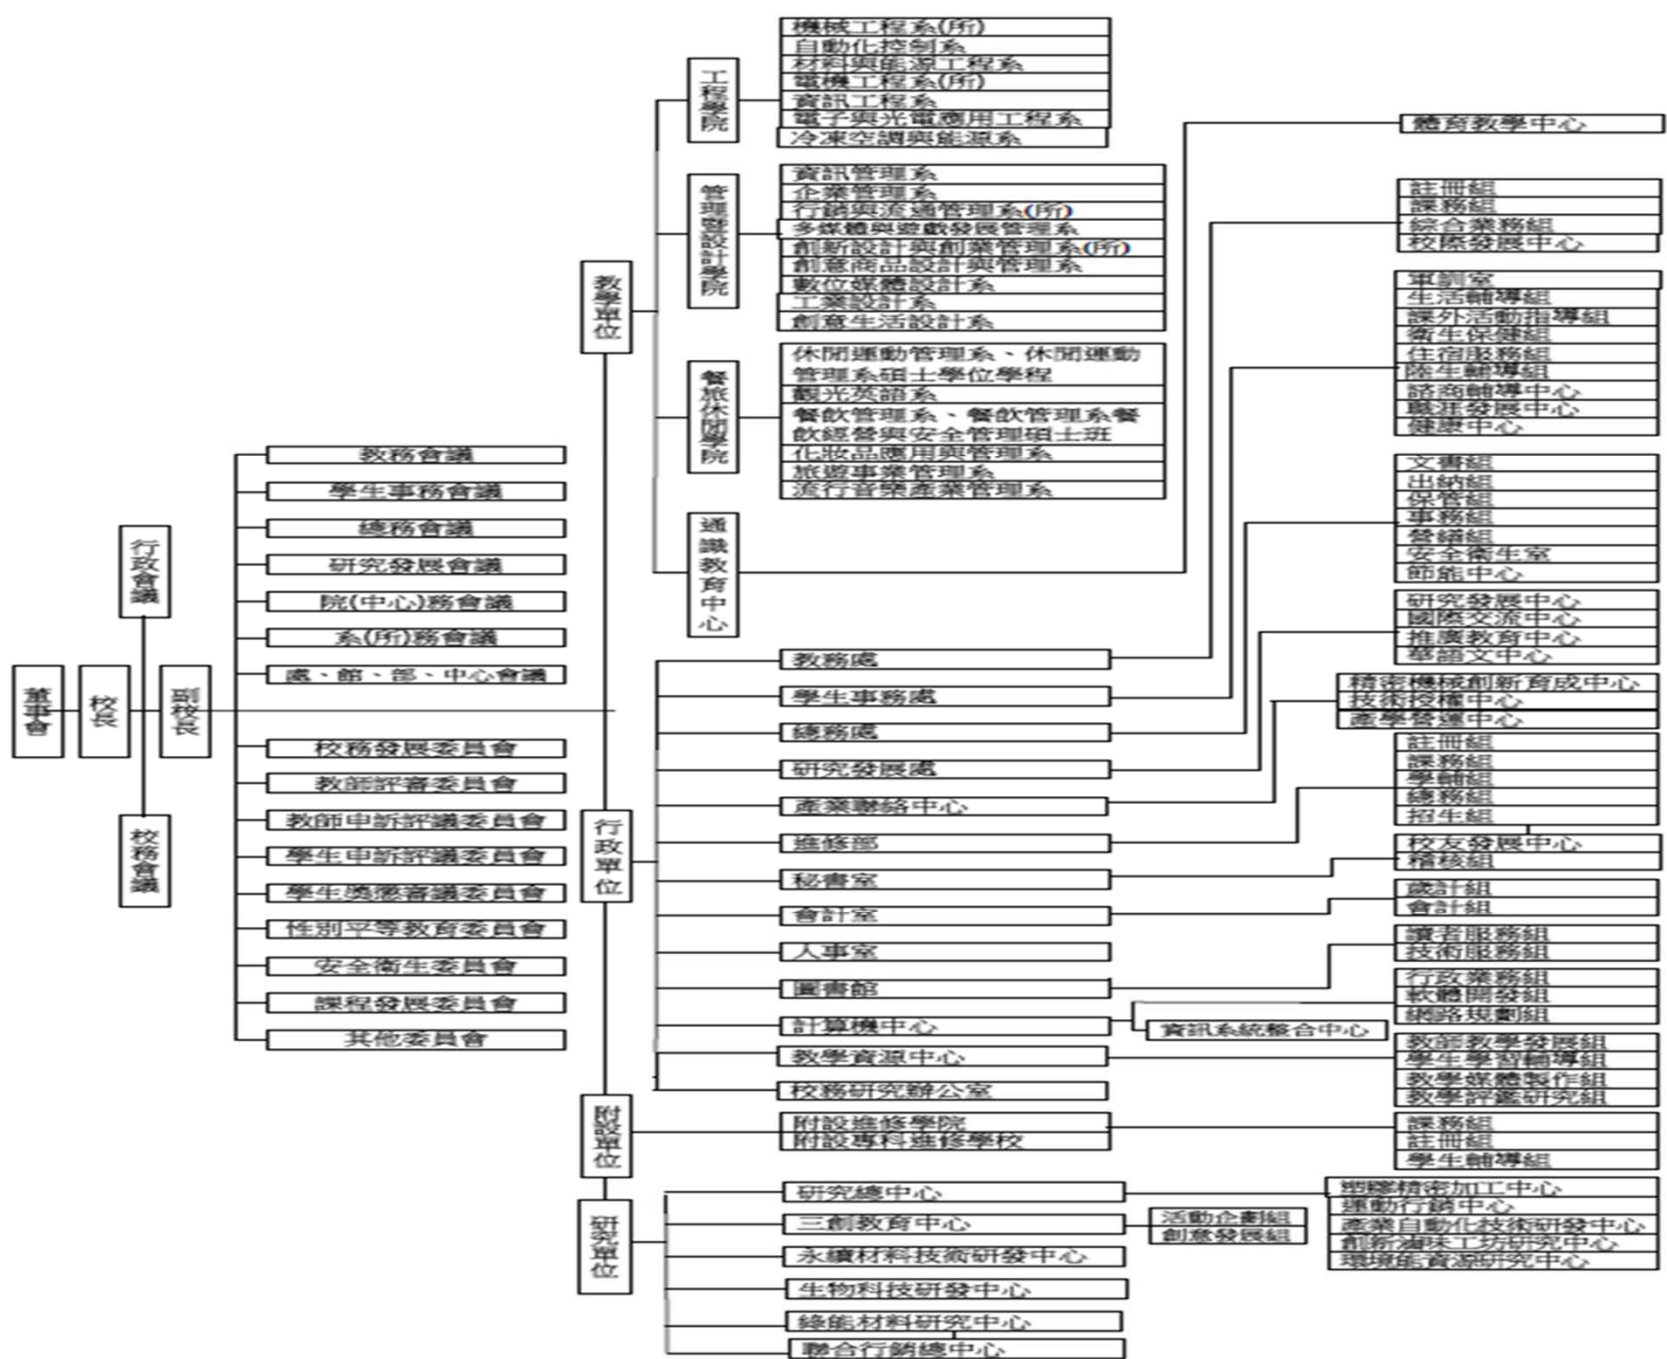 董事會
校長
行政會議
校務會議
副校長
教務會議
學生事務會議
總務會議
研究發展會議
院(中心)務會議
系(所)務會議
處、館、部、中心會議
校務發展委員會
教師評審委員會
教師申訴評議委員會
學生申訴評議委員會
學生獎懲審議委員會
性別平等教育委員會
安全衛生委員會
課程發展委員會
其他委員會
教學單位
工程學院
機械工程系(所)
自動化控制系
材料與能源工程系
電機工程系(所)
資訊工程系
電子與光電應用工程系
冷凍空調與能源系
管理暨設計學院
資訊管理系
企業管理系
行銷與流通管理系(所)
多媒體與遊戲發展管理系
創新設計與創業管理系(所)
創意商品設計與管理系
數位媒體設計系
工業設計系
創意生活設計系
餐旅休閒學院
休閒運動管理系、休閒運動
管理系碩士學位學程
觀光英語系
餐飲管理系、餐飲管理系餐
飲經營與安全管理碩士班
化妝品應用與管理系
旅遊事業管理系
流行音樂產業管理系
通識教育中心
體育教學中心
行政單位
教務處
註冊組
課務組
綜合業務組
校際發展中心
學生事務處
軍訓室
生活輔導組
課外活動指導組
衛生保健組
住宿服務組
陸生輔導組
諮商輔導中心
職涯發展中心
健康中心
總務處
文書組
出納組
保管組
事務組
營繕組
安全衛生室
節能中心
研究發展處
研究發展中心
國際交流中心
推廣教育中心
華語文中心
產業聯絡中心
精密機械創新育成中心
技術授權中心
產學營運中心
進修部
註冊組
課務組
學輔組
總務組
招生組
秘書室
校友發展中心
稽核組
會計室
歲計組
會計組
人事室
圖書館
讀者服務組
技術服務組
計算機中心
行政業務組
軟體開發組
網路規劃組
資訊系統整合中心
教學資源中心
教師教學發展組
學生學習輔導組
教學媒體製作組
教學評鑑研究組
校務研究辦公室
附設單位
附設進修學院
附設專科進修學校
課務組
註冊組
學生輔導組
研究單位
研究總中心
塑膠精密加工中心
運動行銷中心
產業自動化技術研發中心
創新滷味工坊研究中心
環境能資源研究中心
三創教育中心
活動企劃組
創意發展組
永續材料技術研發中心
生物科技研發中心
綠能材料研究中心
聯合行銷總中心